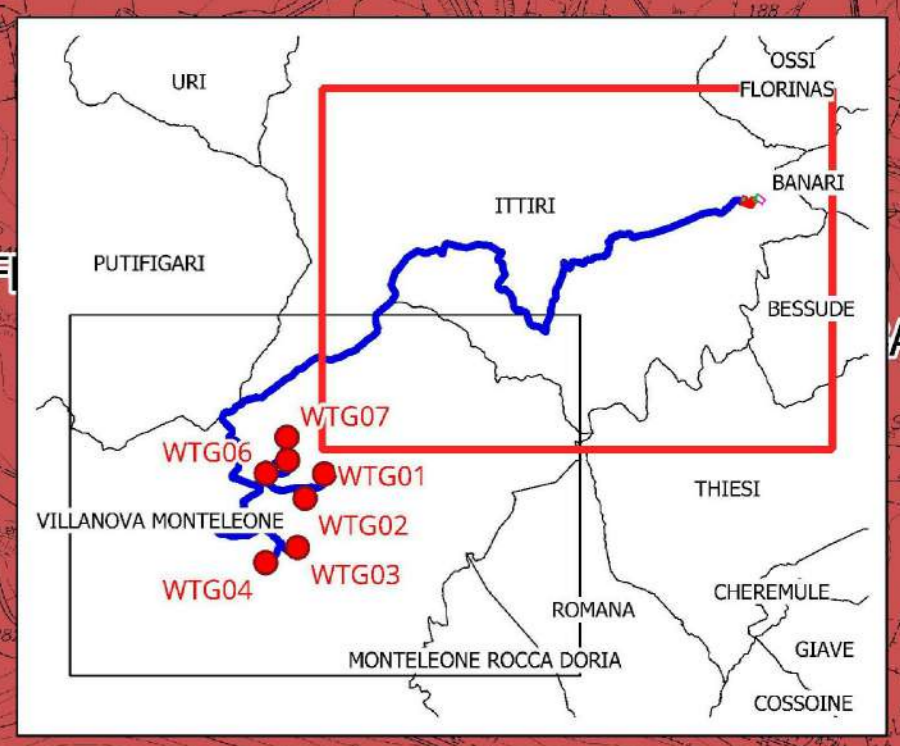 188
OSSI
URI
FLORINAS
BANARI
ITTIRI
PUTIFIGARI
BESSUDE
WTG07
WTG06
WTG01
THIESI
VILLANOVA MONTELEONE
WTG02
WTG03
WTG04
CHEREMULE
ROMANA
GIAVE
MONTELEONE ROCCA DORIA
COSSOINE